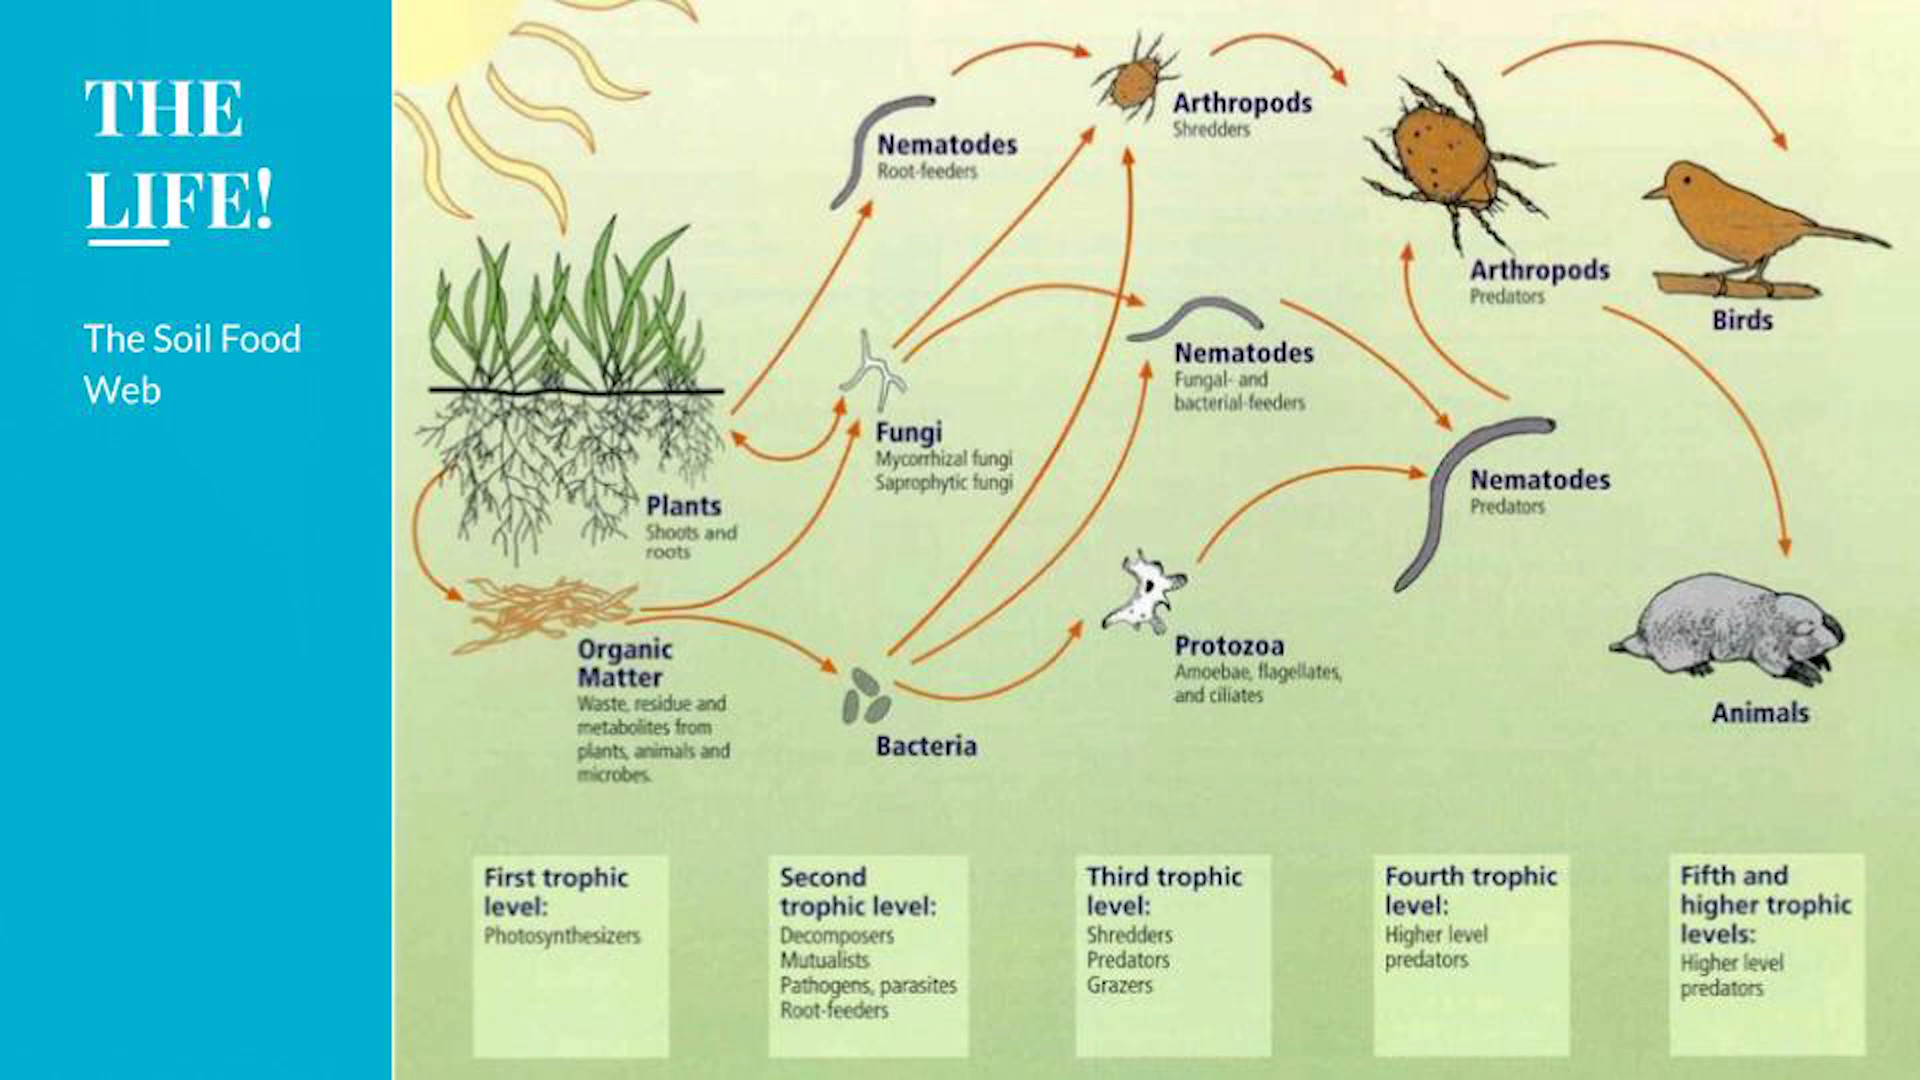 THE
LIFE!
The Soil Food
Web
Nematodes
Root-feeders
Arthropods
Shredders
Arthropods
Predators
Birds
Nematodes
Fungal- and
bacterial-feeders
Fungi
Mycorrhizal fungi
Saprophytic fungi
Nematodes
Predators
Plants
Shoots and
roots
Organic
Matter
Waste, residue and
metabolites from
plants, animals and
microbes.
Bacteria
Protozoa
Amoebae, flagellates,
and ciliates
Animals
First trophic
level:
Photosynthesizers
Second
trophic level:
Decomposers
Mutualists
Pathogens, parasites
Root-feeders
Third trophic
level:
Shredders
Predators
Grazers
Fourth trophic
level:
Higher level
predators
Fifth and
higher trophic
levels:
Higher level
predators